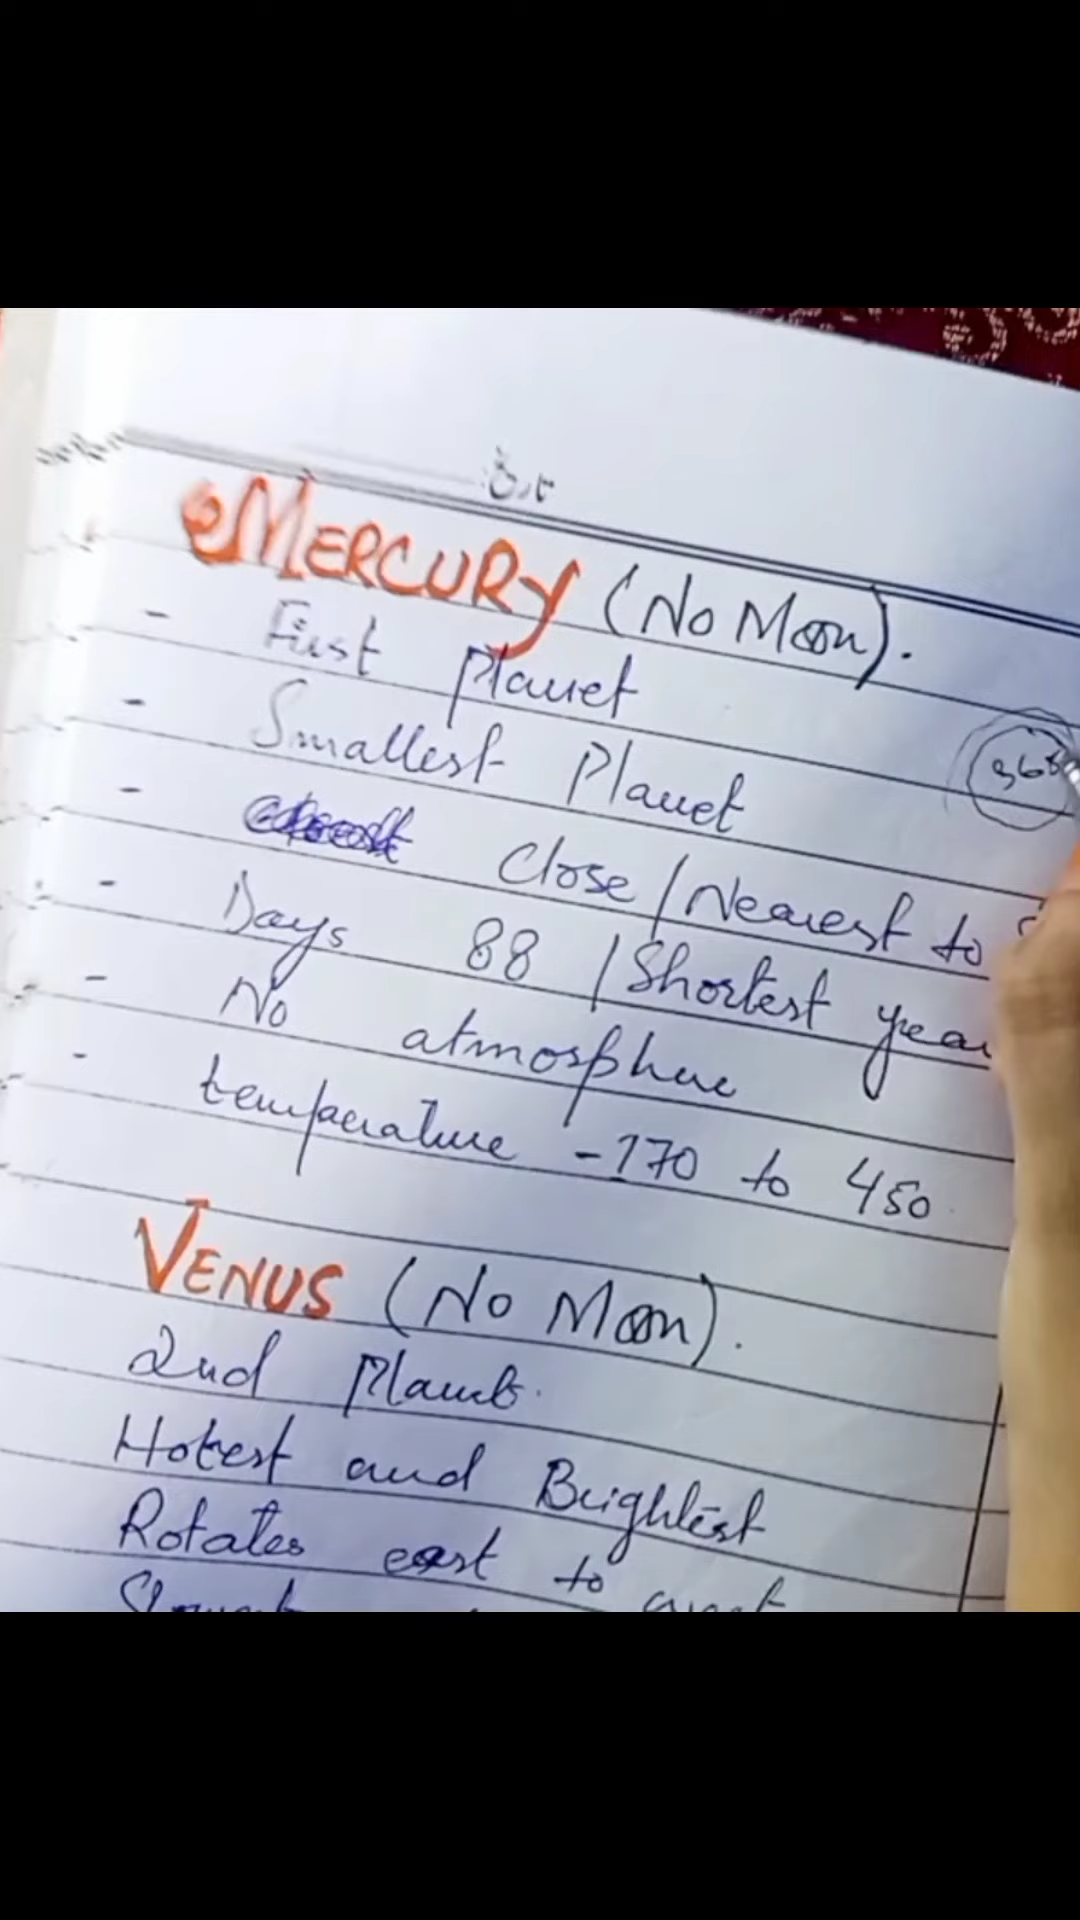 MERCURY (No Moon).
- First Planet
- Smallest Planet
- Close / Nearest to
- Days 88 / Shortest year
- No atmosphere
- temperature -170 to 450
VENUS (No Moon).
2nd Planet.
Hotest and Brightest
Rotates east to west